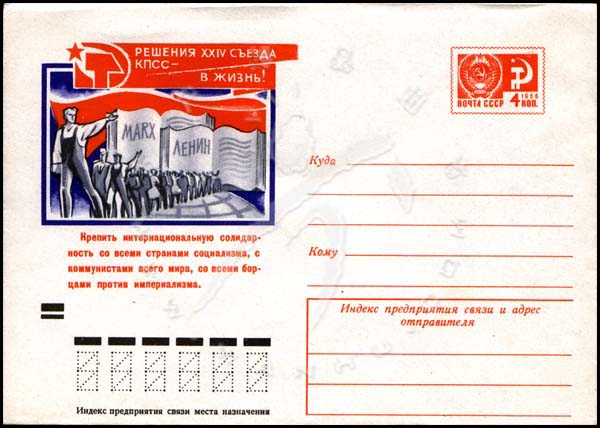 РЕШЕНИЯ XXIV СЪЕЗДА
КПСС–
В ЖИЗНЬ!
MARX
ЛЕНИН
Крепить интернациональную солидар-
ность со всеми странами социализма, с
коммунистами всего мира, со всеми бор-
цами против империализма.
Индекс предприятия связи места назначения
1966
ПОЧТА СССР
4 КОП.
Куда
Кому
Индекс предприятия связи и адрес
отправителя